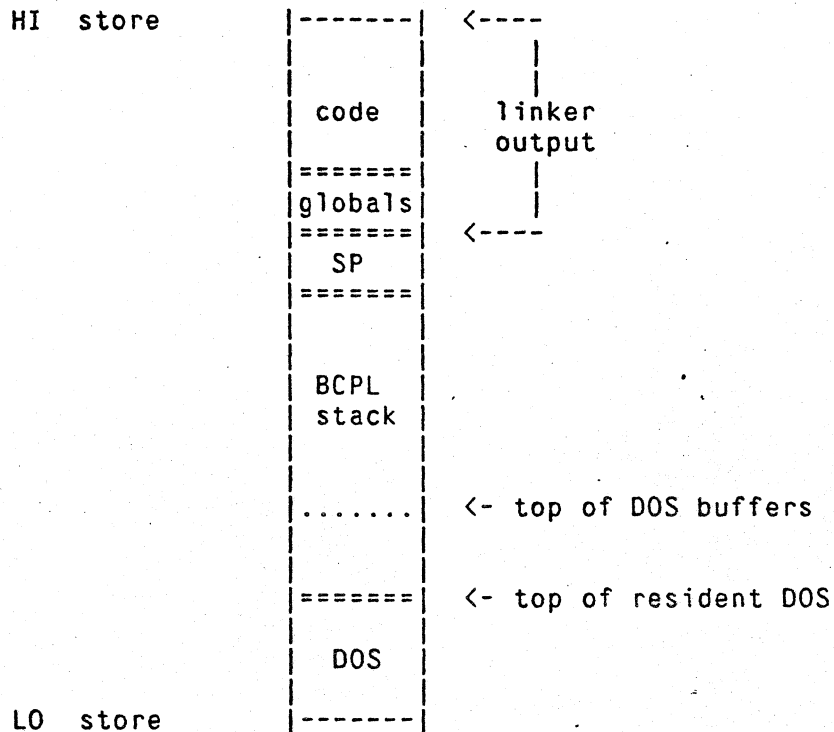 HI store |-------| <----
code linker
output
=======
globals
======= <----
SP
=======
BCPL
stack
....... <- top of DOS buffers
======= <- top of resident DOS
DOS
LO store |-------|